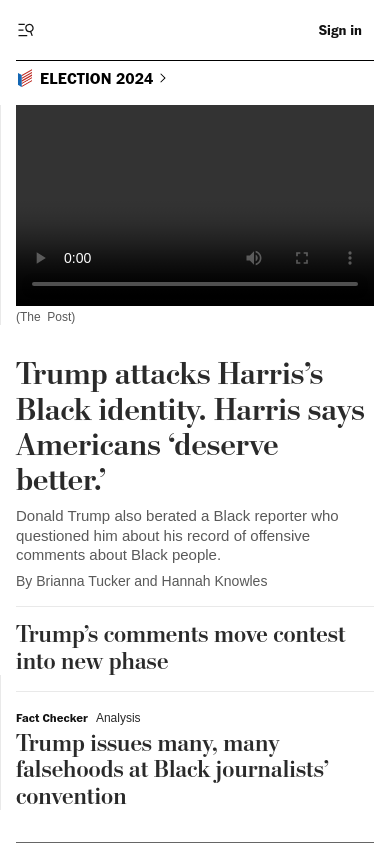 Sign in
ELECTION 2024
0:00
(The Post)
Trump attacks Harris’s
Black identity. Harris says
Americans ‘deserve
better.’
Donald Trump also berated a Black reporter who
questioned him about his record of offensive
comments about Black people.
By Brianna Tucker and Hannah Knowles
Trump’s comments move contest
into new phase
Fact Checker Analysis
Trump issues many, many
falsehoods at Black journalists’
convention